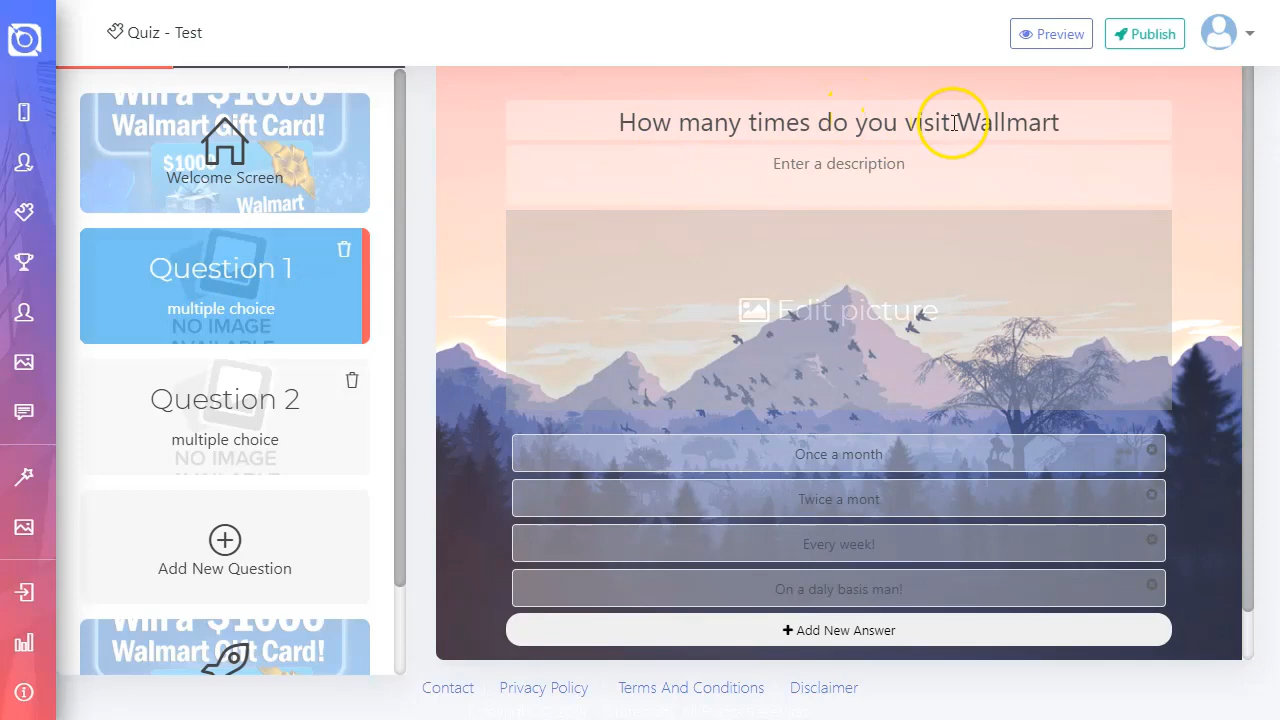 Quiz - Test
Preview
Publish
Win a $1000
Walmart Gift Card!
$1000
Welcome Screen
Walmart
Question 1
multiple choice
NO IMAGE
AVAILABLE
Question 2
multiple choice
NO IMAGE
AVAILABLE
Add New Question
Win a $1000
Walmart Gift Card!
How many times do you visit Wallmart
Enter a description
Edit picture
Once a month
Twice a mont
Every week!
On a daly basis man!
Add New Answer
Contact
Privacy Policy
Terms And Conditions
Disclaimer